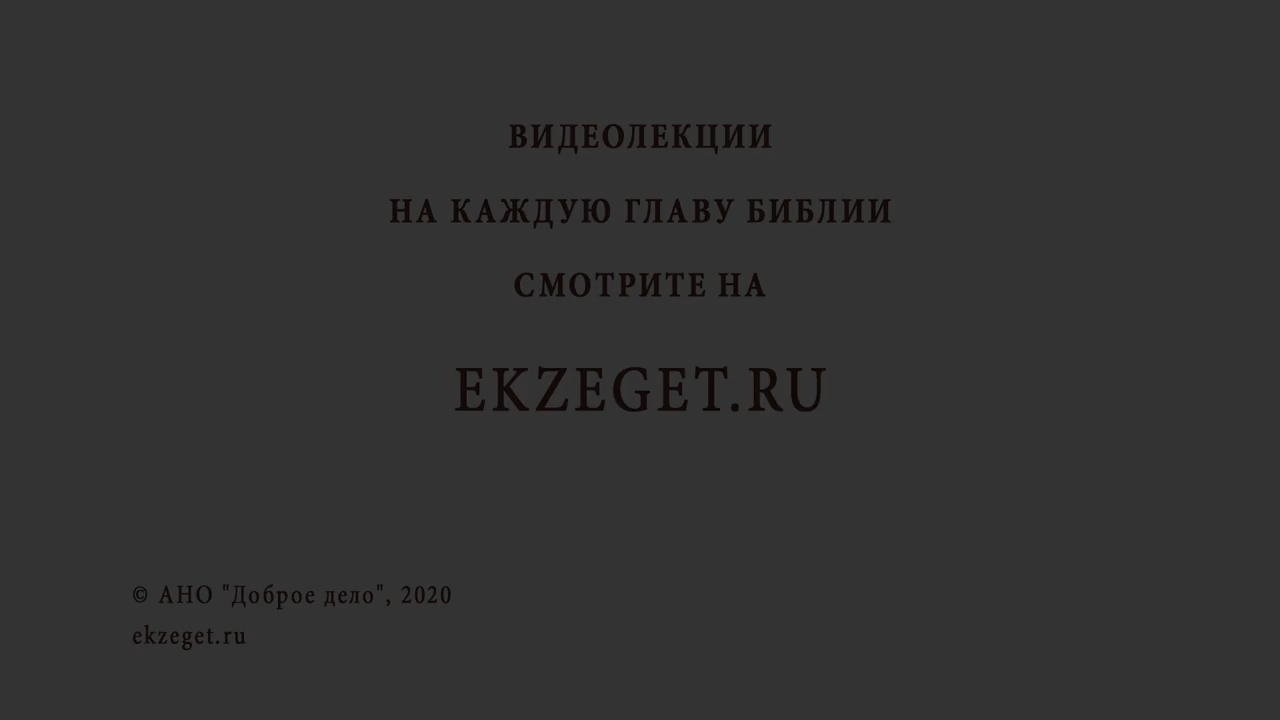 ВИДЕОЛЕКЦИИ
НА КАЖДУЮ ГЛАВУ БИБЛИИ
СМОТРИТЕ НА
EKZEGET.RU
© АНО "Доброе дело", 2020
ekzeget.ru